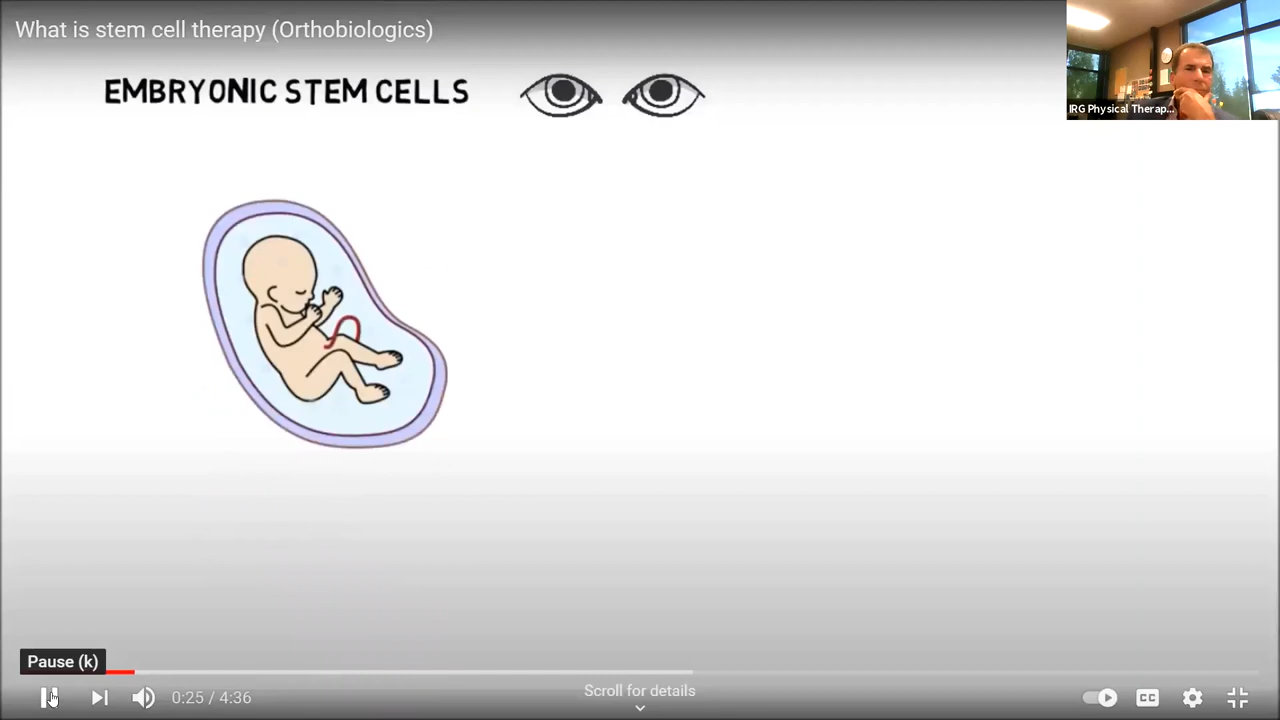 What is stem cell therapy (Orthobiologics)
EMBRYONIC STEM CELLS
IRG Physical Therap...
Pause (k)
0:25 / 4:36
Scroll for details
CC